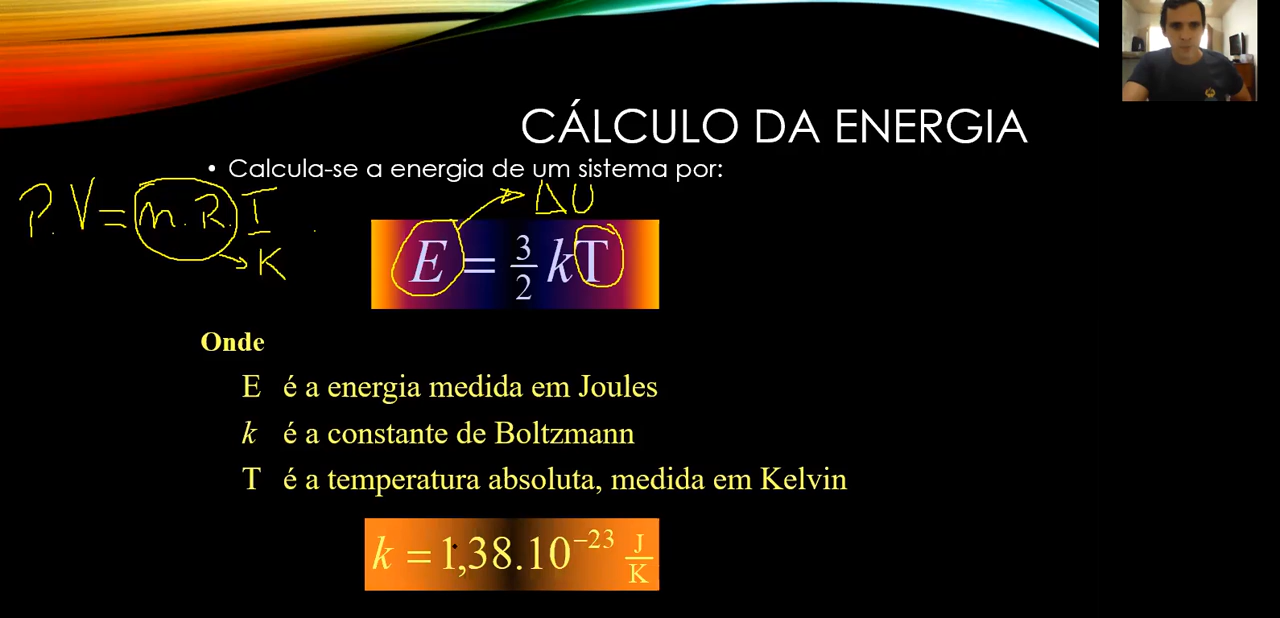 CÁLCULO DA ENERGIA
• Calcula-se a energia de um sistema por:
P.V=n.R.T
K
ΔU
E = 3/2 kT
Onde
E é a energia medida em Joules
k é a constante de Boltzmann
T é a temperatura absoluta, medida em Kelvin
k = 1,38.10⁻²³ J/K